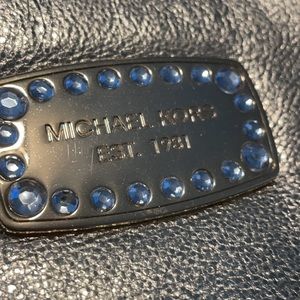 MICHAEL KORS
EST. 1981